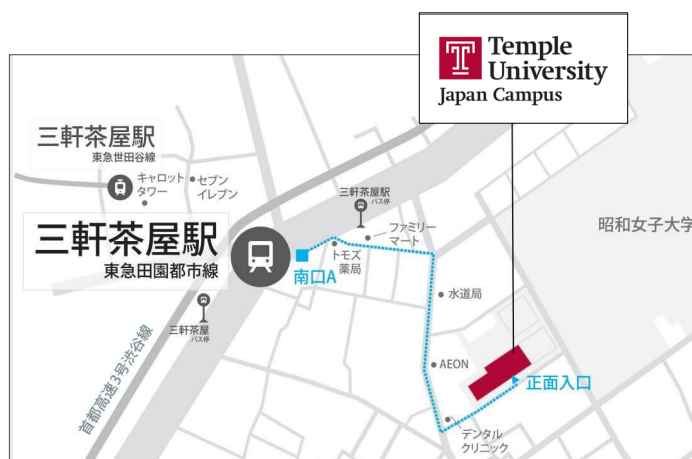 Temple
University
Japan Campus
三軒茶屋駅
東急世田谷線
キャロット
タワー
セブン
イレブン
三軒茶屋駅
バス停
ファミリー
マート
昭和女子大学
三軒茶屋駅
東急田園都市線
南口A
トモズ
薬局
水道局
三軒茶屋
バス停
首都高速3号渋谷線
AEON
正面入口
デンタル
クリニック